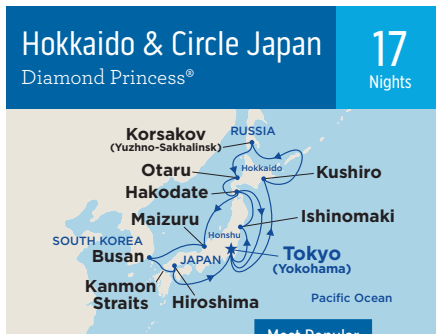 Hokkaido & Circle Japan
Diamond Princess®
17
Nights
Korsakov
(Yuzhno-Sakhalinsk)
RUSSIA
Otaru
Hokkaido
Kushiro
Hakodate
Maizuru
Ishinomaki
Honshu
SOUTH KOREA
Busan
JAPAN
Tokyo
(Yokohama)
Kanmon
Straits
Hiroshima
Pacific Ocean
Most Popular